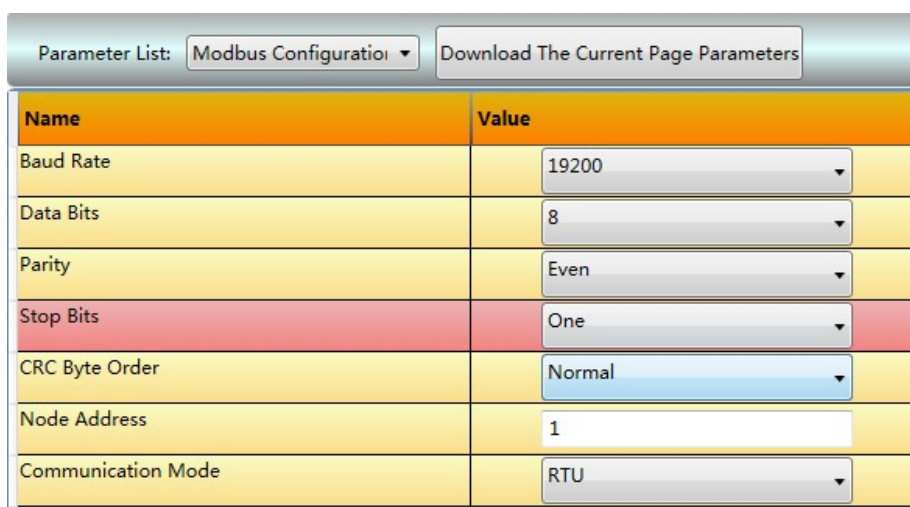 Parameter List: Modbus Configuration Download The Current Page Parameters
Name Value
Baud Rate 19200
Data Bits 8
Parity Even
Stop Bits One
CRC Byte Order Normal
Node Address 1
Communication Mode RTU